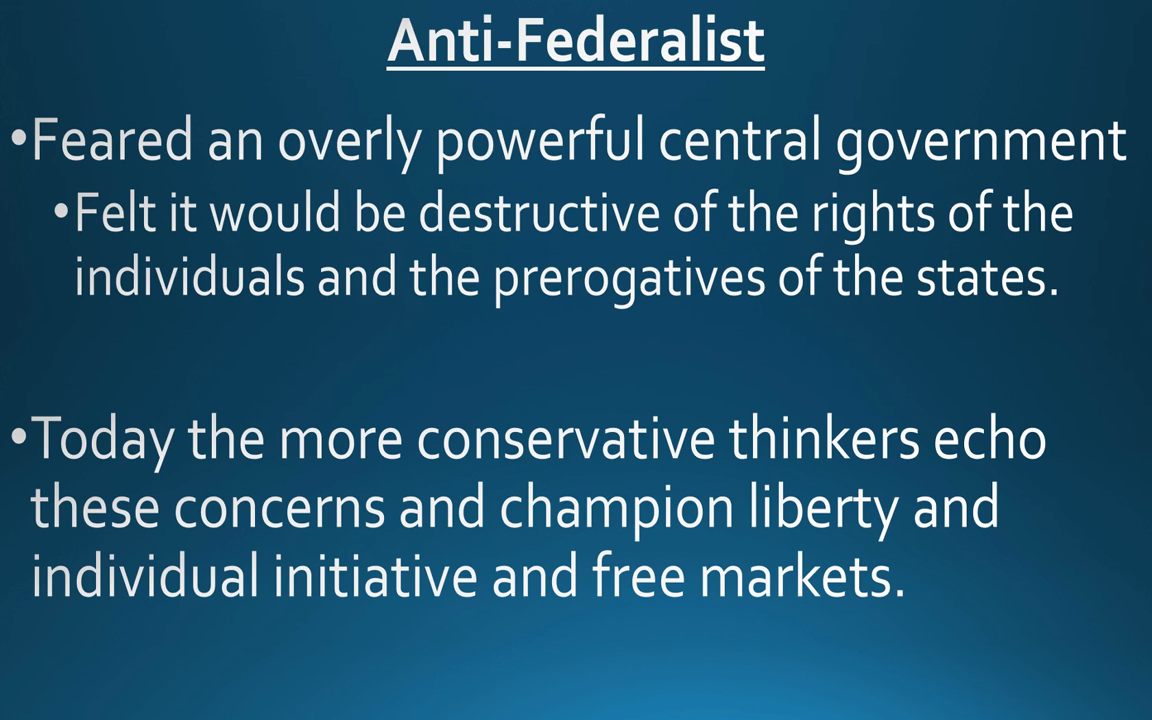 Anti-Federalist
•Feared an overly powerful central government
•Felt it would be destructive of the rights of the
individuals and the prerogatives of the states.
•Today the more conservative thinkers echo
these concerns and champion liberty and
individual initiative and free markets.